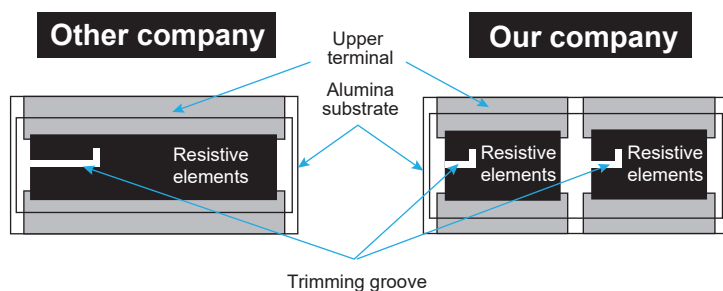 Other company
Our company
Upper
terminal
Alumina
substrate
Resistive
elements
Resistive
elements
Resistive
elements
Trimming groove